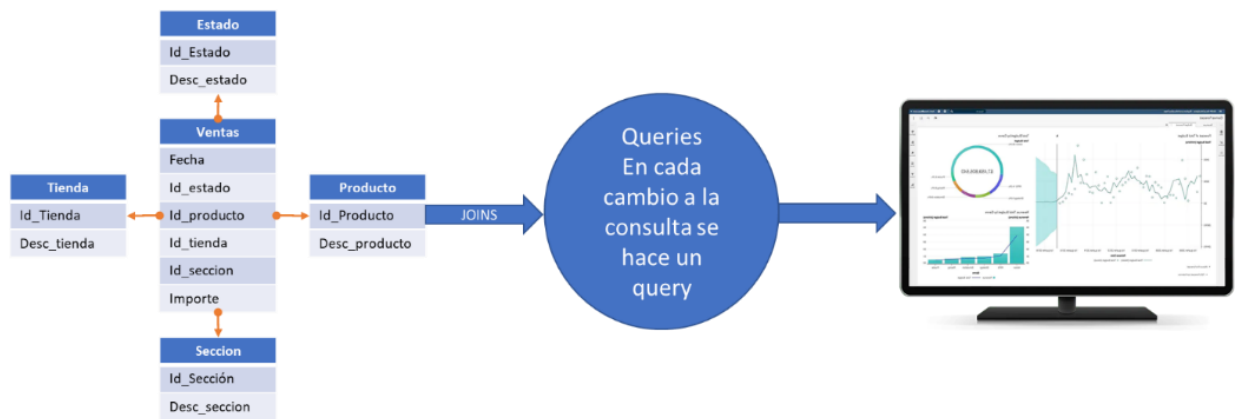 Estado
Id_Estado
Desc_estado
Ventas
Fecha
Id_estado
Id_producto
Id_tienda
Id_seccion
Importe
Tienda
Id_Tienda
Desc_tienda
Producto
Id_Producto
Desc_producto
Seccion
Id_Sección
Desc_seccion
JOINS
Queries
En cada
cambio a la
consulta se
hace un
query